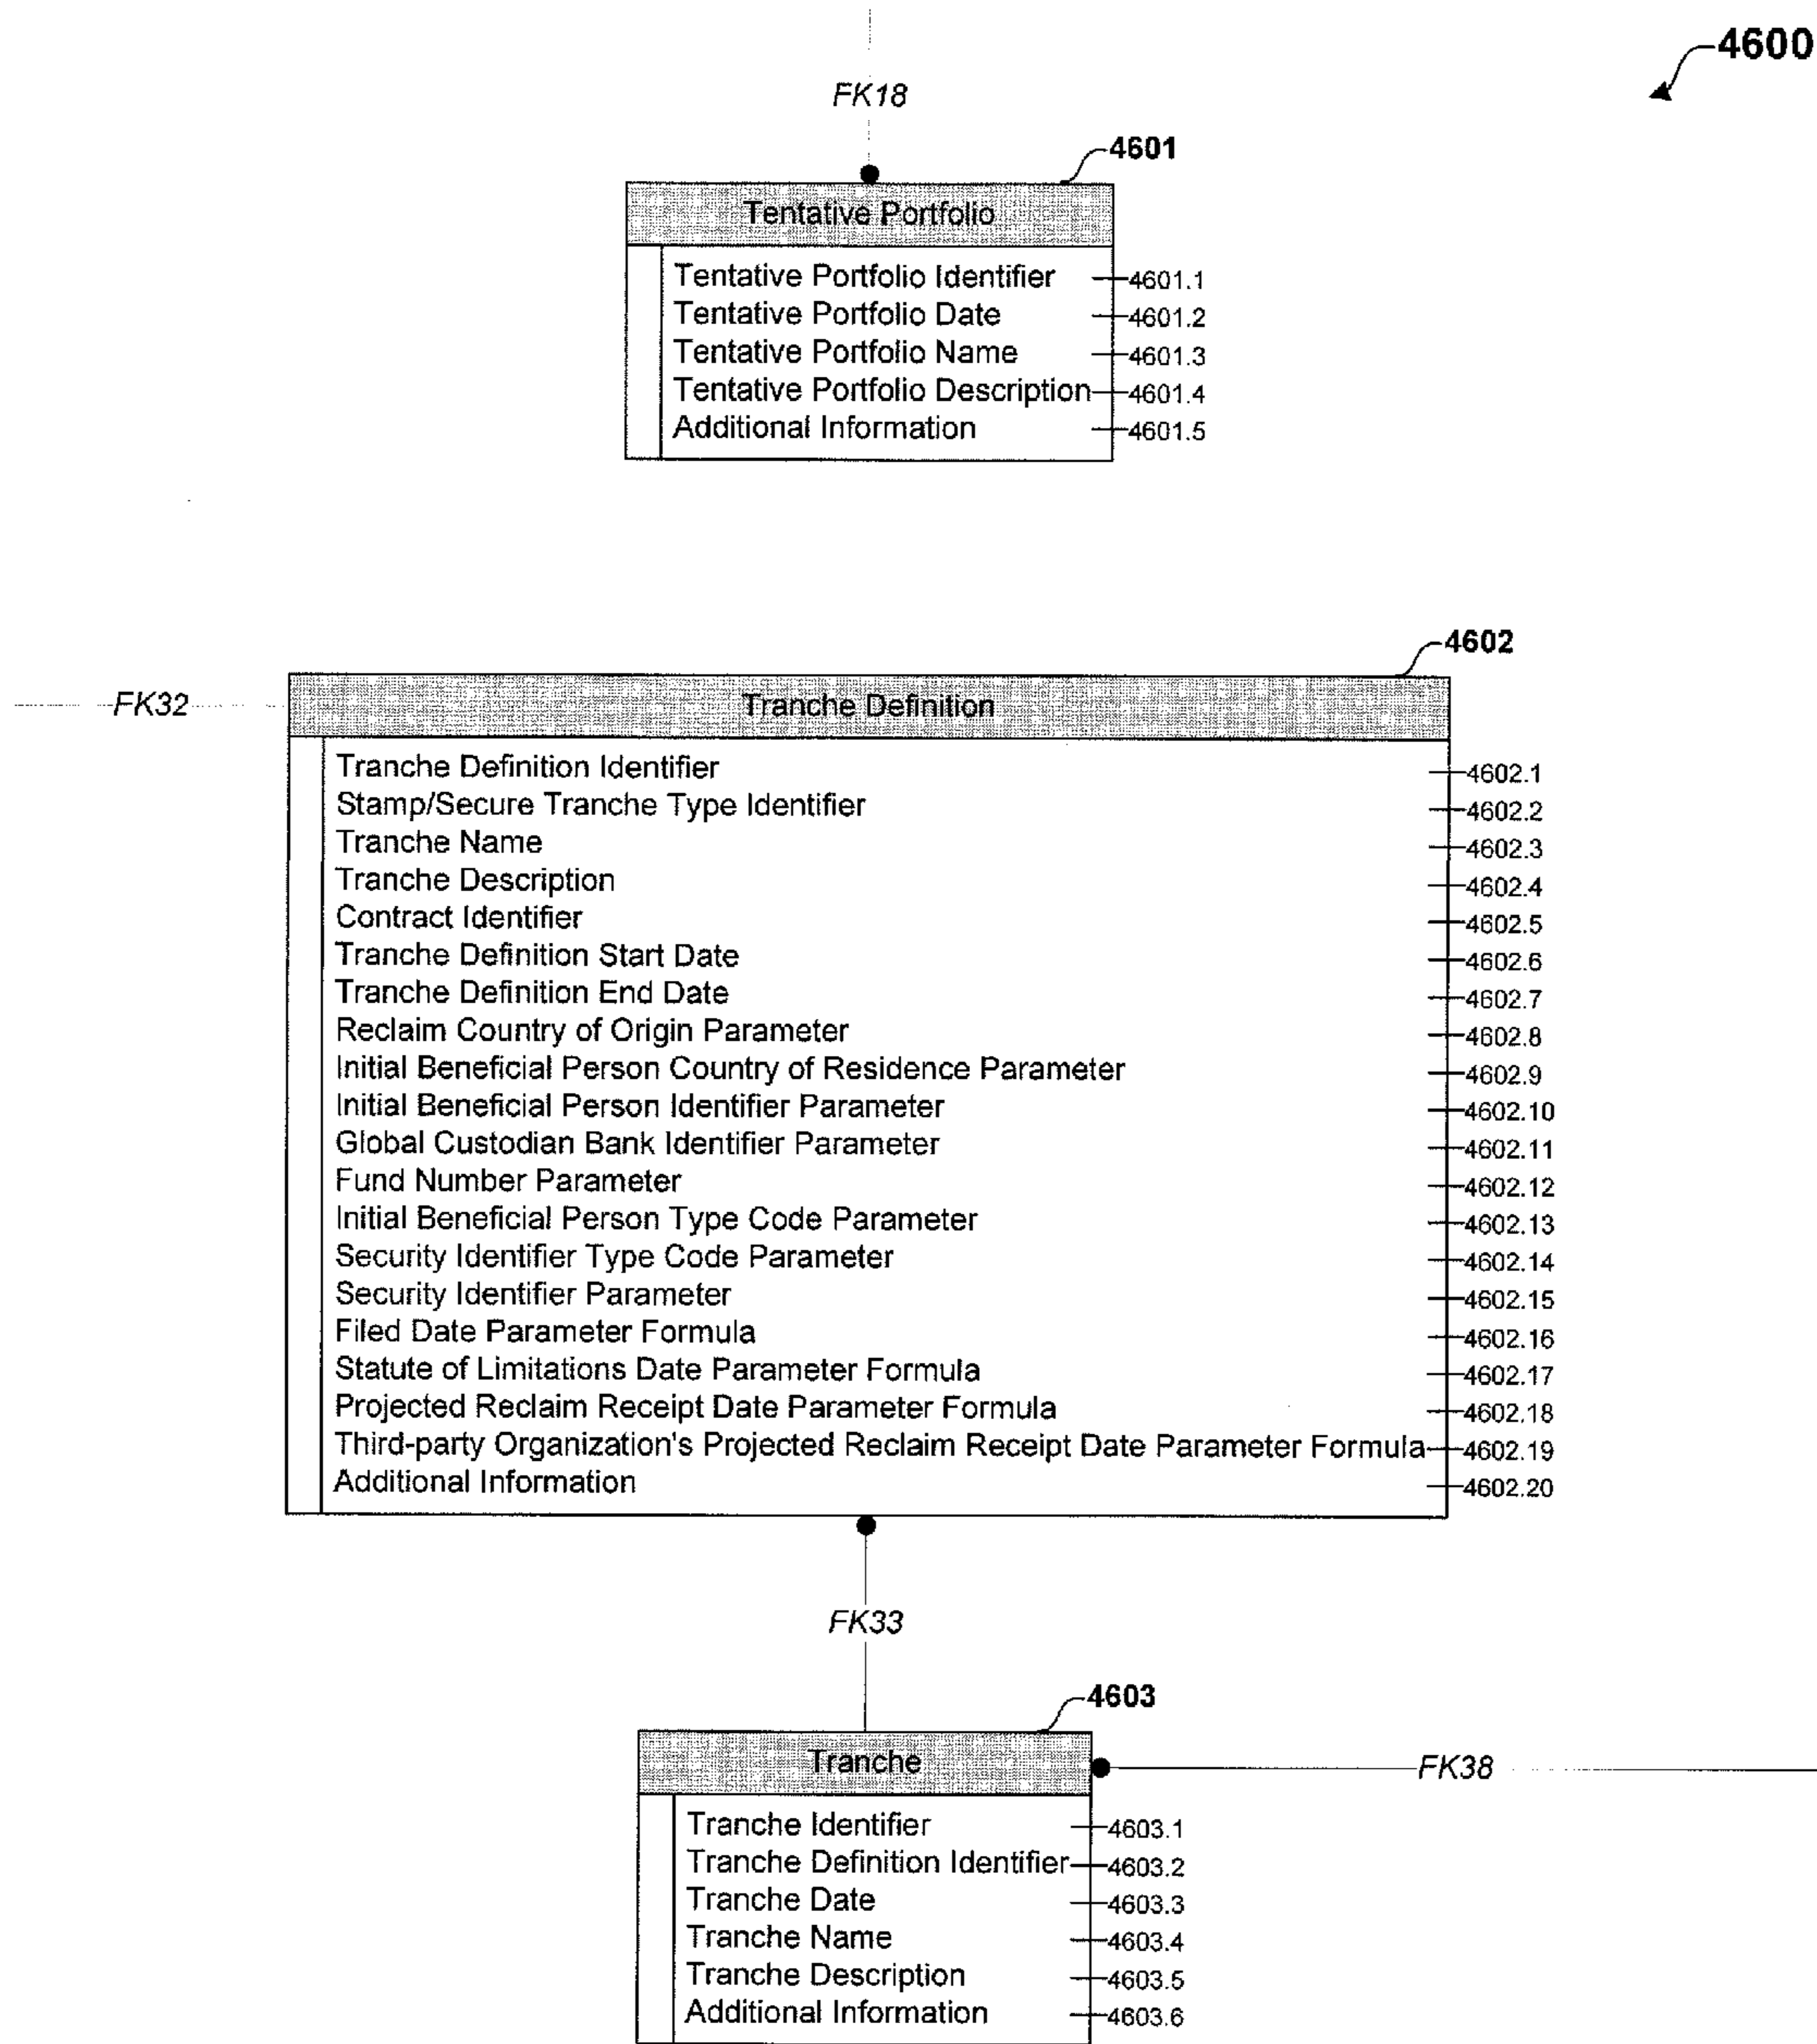 4600
FK18
4601
Tentative Portfolio
Tentative Portfolio Identifier 4601.1
Tentative Portfolio Date 4601.2
Tentative Portfolio Name 4601.3
Tentative Portfolio Description 4601.4
Additional Information 4601.5
4602
FK32
Tranche Definition
Tranche Definition Identifier 4602.1
Stamp/Secure Tranche Type Identifier 4602.2
Tranche Name 4602.3
Tranche Description 4602.4
Contract Identifier 4602.5
Tranche Definition Start Date 4602.6
Tranche Definition End Date 4602.7
Reclaim Country of Origin Parameter 4602.8
Initial Beneficial Person Country of Residence Parameter 4602.9
Initial Beneficial Person Identifier Parameter 4602.10
Global Custodian Bank Identifier Parameter 4602.11
Fund Number Parameter 4602.12
Initial Beneficial Person Type Code Parameter 4602.13
Security Identifier Type Code Parameter 4602.14
Security Identifier Parameter 4602.15
Filed Date Parameter Formula 4602.16
Statute of Limitations Date Parameter Formula 4602.17
Projected Reclaim Receipt Date Parameter Formula 4602.18
Third-party Organization's Projected Reclaim Receipt Date Parameter Formula 4602.19
Additional Information 4602.20
FK33
4603
Tranche
FK38
Tranche Identifier 4603.1
Tranche Definition Identifier 4603.2
Tranche Date 4603.3
Tranche Name 4603.4
Tranche Description 4603.5
Additional Information 4603.6